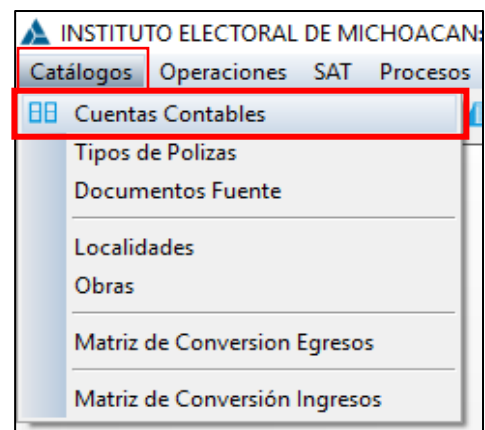 INSTITUTO ELECTORAL DE MICHOACAN:
Catálogos Operaciones SAT Procesos
Cuentas Contables
Tipos de Polizas
Documentos Fuente
Localidades
Obras
Matriz de Conversion Egresos
Matriz de Conversión Ingresos